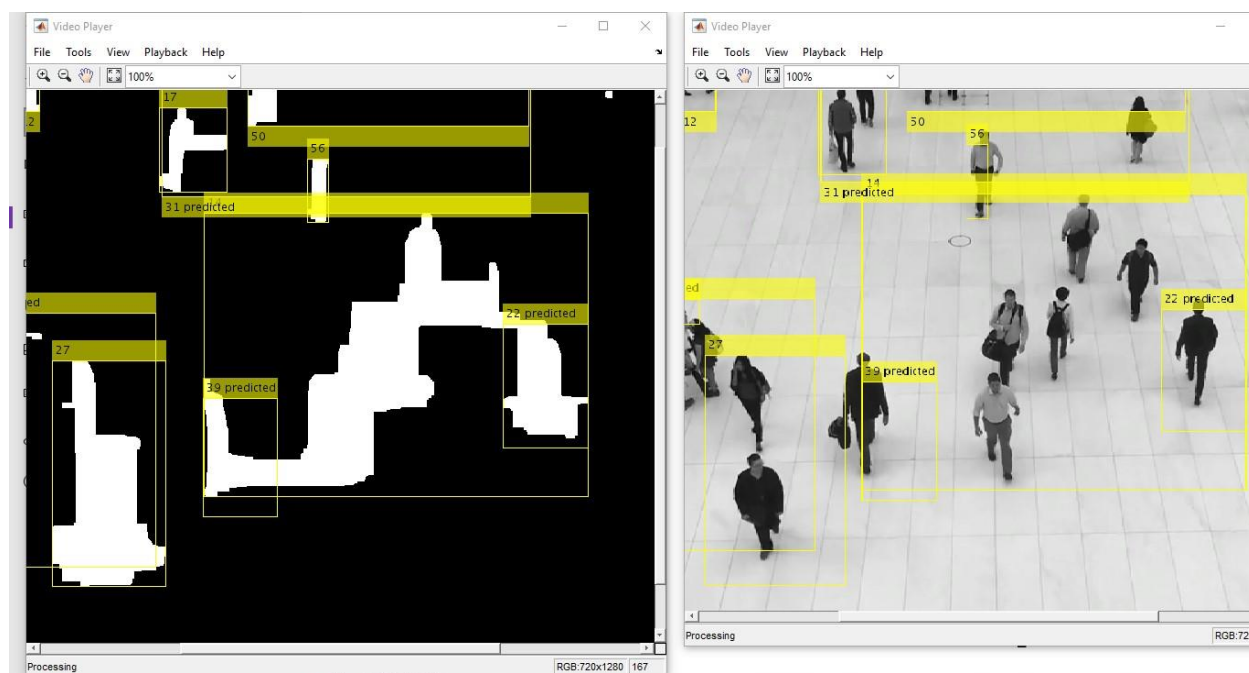 Video Player
File Tools View Playback Help
100%
17
12
50
56
31 predicted
ed
22 predicted
27
39 predicted
Processing
RGB:720x1280 167
Video Player
File Tools View Playback Help
100%
12
50
56
14
31 predicted
ed
22 predicted
27
39 predicted
Processing
RGB:72